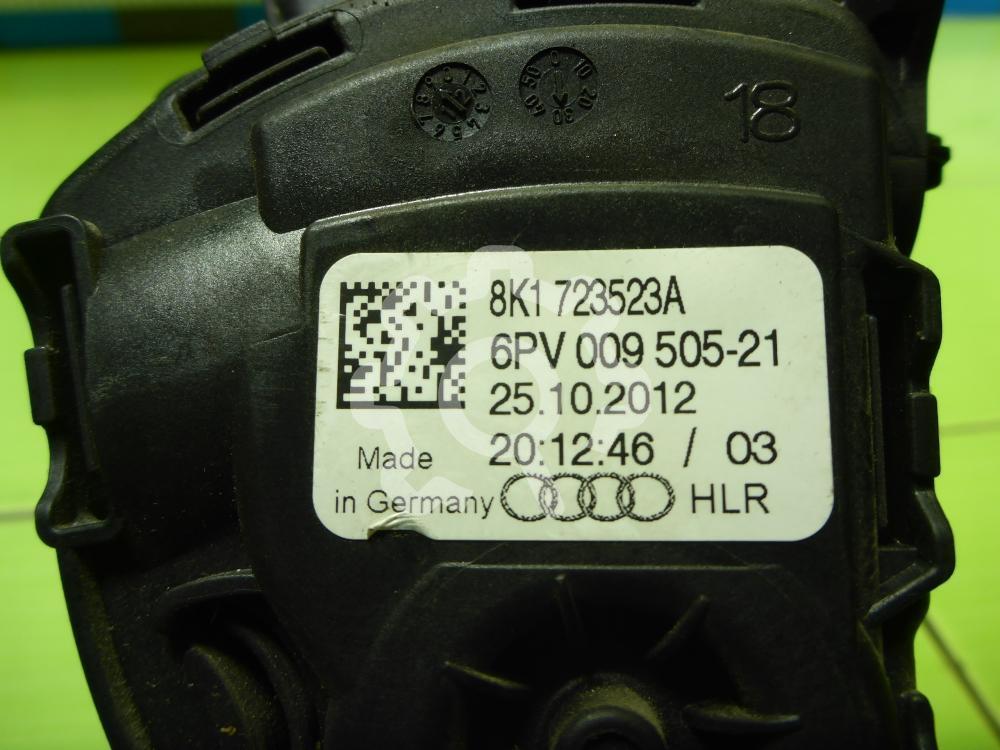 18
8K1 723523A
6PV 009 505-21
25.10.2012
20:12:46 / 03
Made
in Germany
HLR